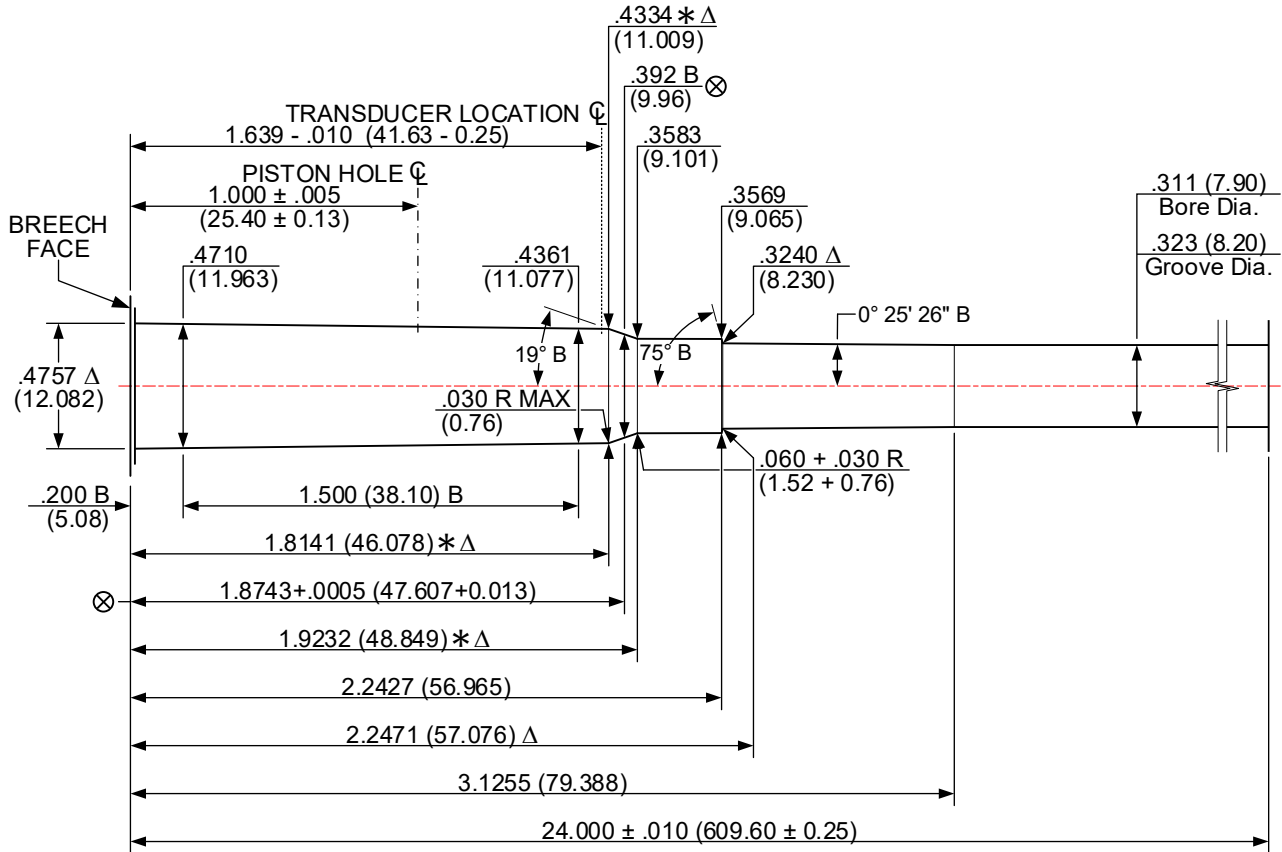 .4334 * Δ
(11.009)
.392 B ⊗
(9.96)
TRANSDUCER LOCATION ℄
1.639 - .010 (41.63 - 0.25)
.3583
(9.101)
PISTON HOLE ℄
1.000 ± .005
(25.40 ± 0.13)
.3569
(9.065)
.311 (7.90)
Bore Dia.
BREECH
FACE
.4710
(11.963)
.4361
(11.077)
.3240 Δ
(8.230)
.323 (8.20)
Groove Dia.
0° 25' 26" B
19° B
75° B
.4757 Δ
(12.082)
.030 R MAX
(0.76)
.060 + .030 R
(1.52 + 0.76)
.200 B
(5.08)
1.500 (38.10) B
1.8141 (46.078) * Δ
⊗ 1.8743+.0005 (47.607+0.013)
1.9232 (48.849) * Δ
2.2427 (56.965)
2.2471 (57.076) Δ
3.1255 (79.388)
24.000 ± .010 (609.60 ± 0.25)